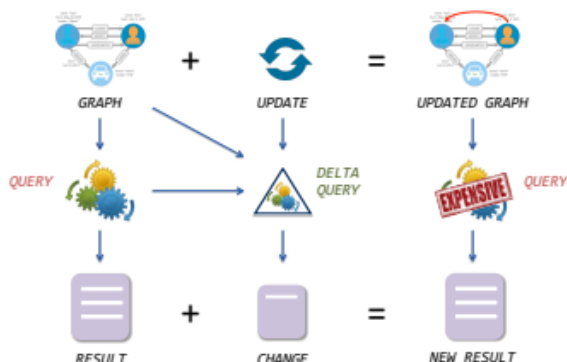 +
=
GRAPH
UPDATE
UPDATED GRAPH
QUERY
DELTA
QUERY
EXPENSIVE
QUERY
+
=
RESULT
CHANGE
NEW RESULT